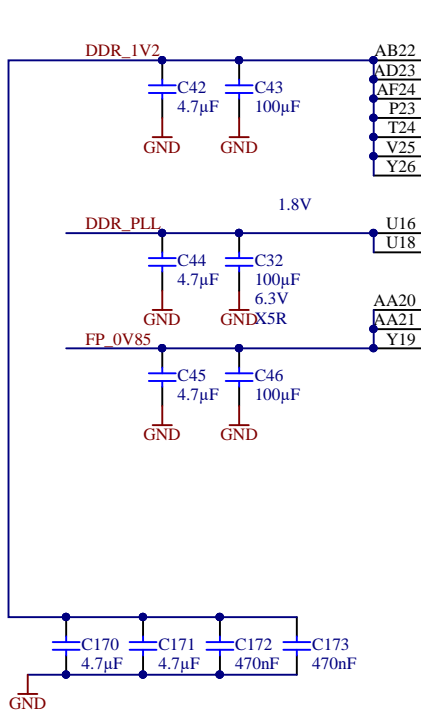 DDR_1V2
AB22
AD23
AF24
P23
T24
V25
Y26
C42
4.7µF
GND
C43
100µF
GND
1.8V
DDR_PLL
U16
U18
C44
4.7µF
GND
C32
100µF
6.3V
X5R
GND
AA20
AA21
Y19
FP_0V85
C45
4.7µF
GND
C46
100µF
GND
C170
4.7µF
C171
4.7µF
C172
470nF
C173
470nF
GND